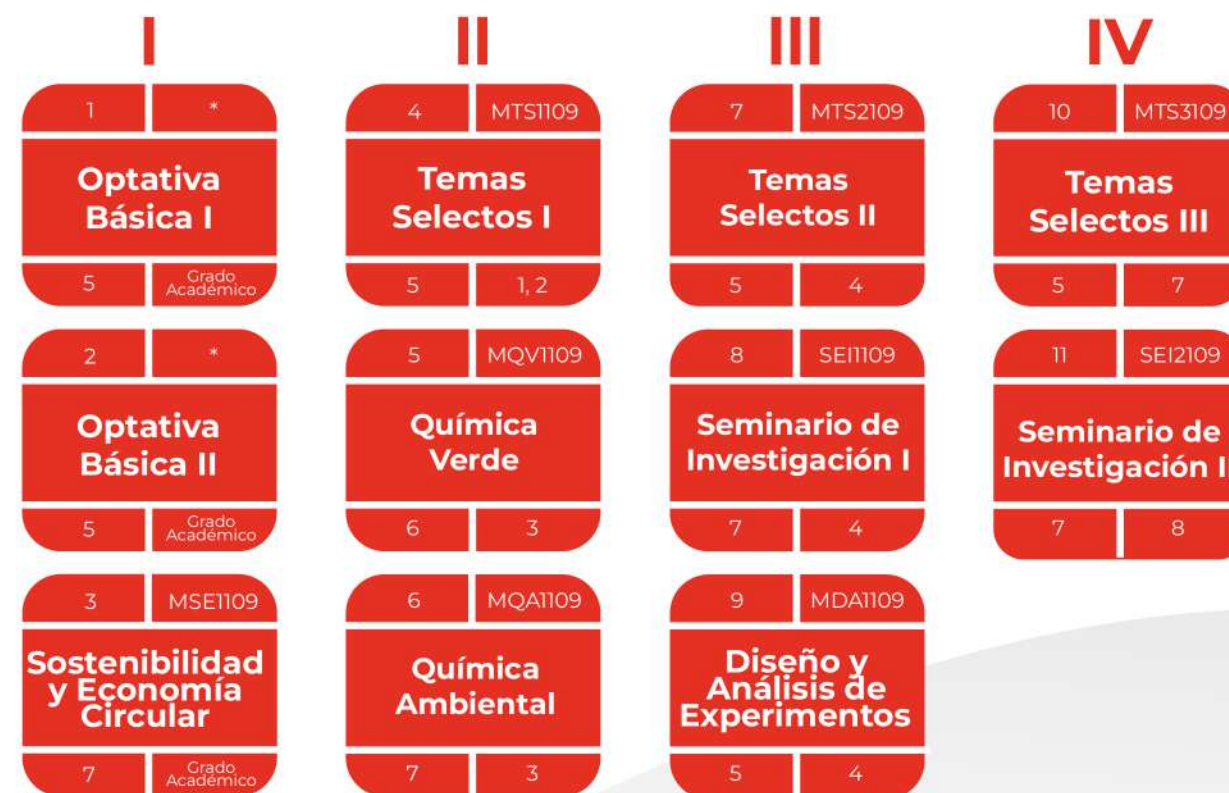 I
II
III
IV
1
*
Optativa
Básica I
5
Grado
Académico
2
*
Optativa
Básica II
5
Grado
Académico
3
MSE1109
Sostenibilidad
y Economía
Circular
7
Grado
Académico
4
MTS1109
Temas
Selectos I
5
1, 2
5
MQV1109
Química
Verde
6
3
6
MQA1109
Química
Ambiental
7
3
7
MTS2109
Temas
Selectos II
5
4
8
SEI1109
Seminario de
Investigación I
7
4
9
MDA1109
Diseño y
Análisis de
Experimentos
5
4
10
MTS3109
Temas
Selectos III
5
7
11
SEI2109
Seminario de
Investigación I
7
8